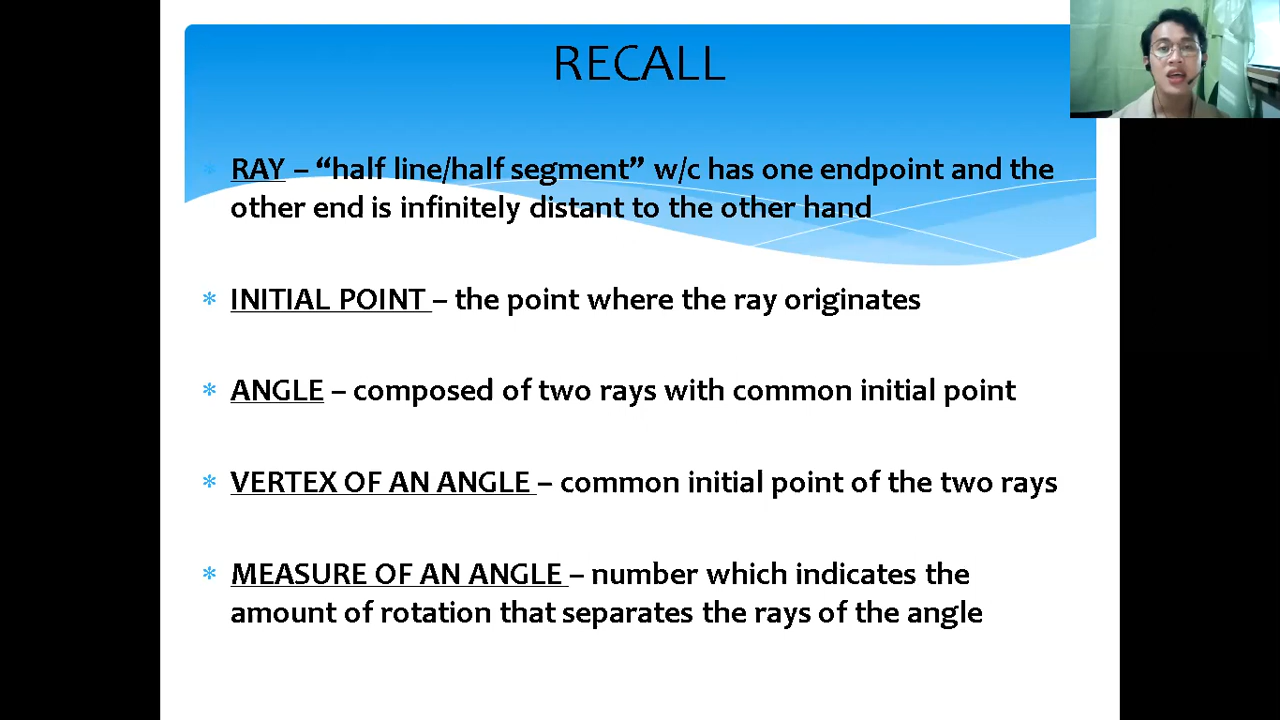 RECALL
* RAY – “half line/half segment” w/c has one endpoint and the
other end is infinitely distant to the other hand
* INITIAL POINT – the point where the ray originates
* ANGLE – composed of two rays with common initial point
* VERTEX OF AN ANGLE – common initial point of the two rays
* MEASURE OF AN ANGLE – number which indicates the
amount of rotation that separates the rays of the angle